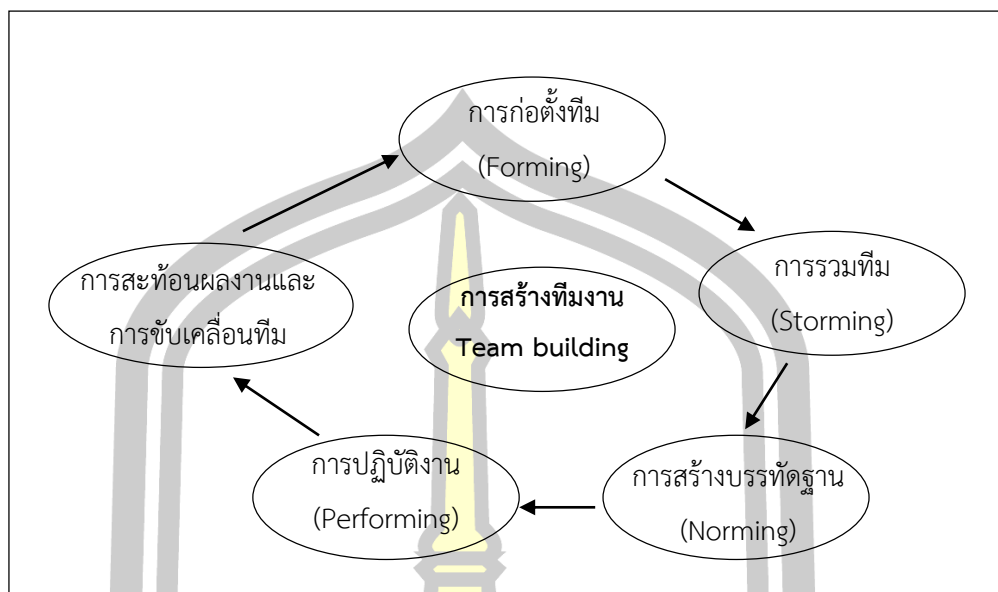 การก่อตั้งทีม
(Forming)
การรวมทีม
(Storming)
การสร้างบรรทัดฐาน
(Norming)
การปฏิบัติงาน
(Performing)
การสะท้อนผลงานและ
การขับเคลื่อนทีม
การสร้างทีมงาน
Team building